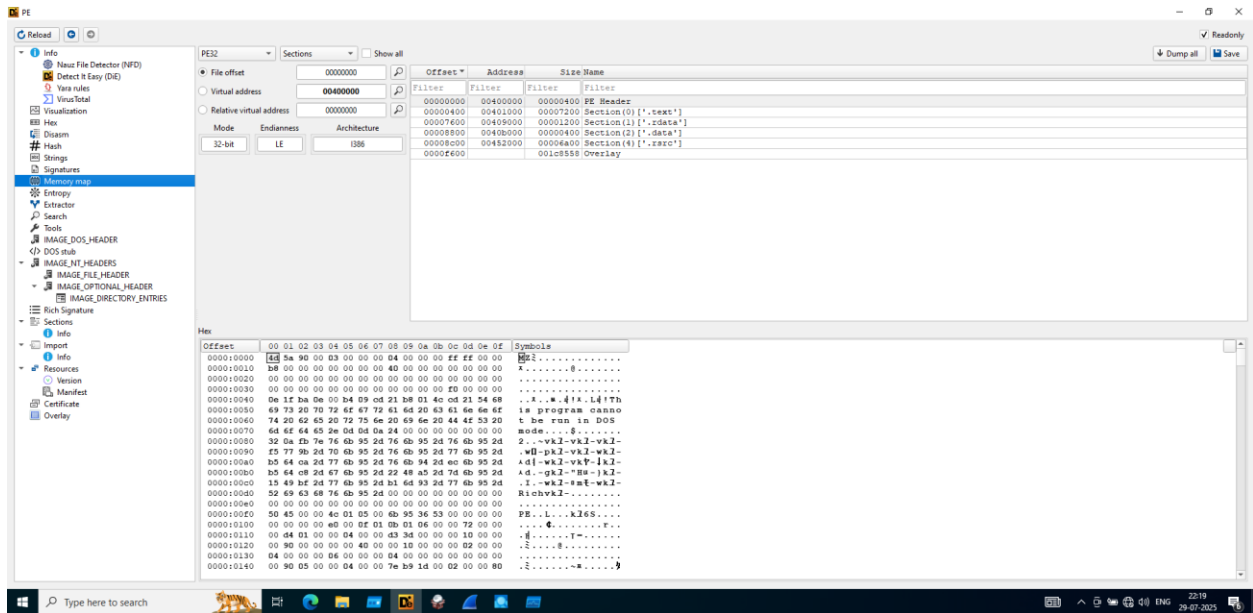 PE
Reload
Readonly
Info
Nauz File Detector (NFD)
Detect It Easy (DiE)
Yara rules
VirusTotal
Visualization
Hex
Disasm
Hash
Strings
Signatures
Memory map
Entropy
Extractor
Search
Tools
IMAGE_DOS_HEADER
DOS stub
IMAGE_NT_HEADERS
IMAGE_FILE_HEADER
IMAGE_OPTIONAL_HEADER
IMAGE_DIRECTORY_ENTRIES
Rich Signature
Sections
Info
Import
Info
Resources
Version
Manifest
Certificate
Overlay
PE32 Sections Show all
Dump all Save
File offset 00000000
Virtual address 00400000
Relative virtual address 00000000
Mode Endianness Architecture
32-bit LE I386
Offset Address Size Name
Filter Filter Filter Filter
00000000 00400000 00000400 PE Header
00000400 00401000 00007200 Section(0)['.text']
00007600 00409000 00001200 Section(1)['.rdata']
00008800 0040b000 00000400 Section(2)['.data']
00008c00 00452000 00006a00 Section(4)['.rsrc']
0000f600 001c8558 Overlay
Hex
Offset 00 01 02 03 04 05 06 07 08 09 0a 0b 0c 0d 0e 0f Symbols
0000:0000 4d 5a 90 00 03 00 00 00 04 00 00 00 ff ff 00 00
0000:0010 b8 00 00 00 00 00 00 00 40 00 00 00 00 00 00 00
0000:0020 00 00 00 00 00 00 00 00 00 00 00 00 00 00 00 00 ................
0000:0030 00 00 00 00 00 00 00 00 00 00 00 00 f0 00 00 00 ................
0000:0040 0e 1f ba 0e 00 b4 09 cd 21 b8 01 4c cd 21 54 68
0000:0050 69 73 20 70 72 6f 67 72 61 6d 20 63 61 6e 6e 6f is program canno
0000:0060 74 20 62 65 20 72 75 6e 20 69 6e 20 44 4f 53 20 t be run in DOS
0000:0070 6d 6f 64 65 2e 0d 0d 0a 24 00 00 00 00 00 00 00 mode....$.......
0000:0080 32 0a fb 7e 76 6b 95 2d 76 6b 95 2d 76 6b 95 2d
0000:0090 f5 77 9b 2d 70 6b 95 2d 76 6b 95 2d 77 6b 95 2d
0000:00a0 b5 64 ca 2d 77 6b 95 2d 76 6b 94 2d ec 6b 95 2d
0000:00b0 b5 64 c8 2d 67 6b 95 2d 22 48 a5 2d 7d 6b 95 2d
0000:00c0 15 49 bf 2d 77 6b 95 2d b1 6d 93 2d 77 6b 95 2d
0000:00d0 52 69 63 68 76 6b 95 2d 00 00 00 00 00 00 00 00
0000:00e0 00 00 00 00 00 00 00 00 00 00 00 00 00 00 00 00 ................
0000:00f0 50 45 00 00 4c 01 05 00 6b 95 36 53 00 00 00 00
0000:0100 00 00 00 00 e0 00 0f 01 0b 01 06 00 00 72 00 00
0000:0110 00 d4 01 00 00 04 00 00 d3 3d 00 00 00 10 00 00
0000:0120 00 90 00 00 00 00 40 00 00 10 00 00 00 02 00 00
0000:0130 04 00 00 00 06 00 00 00 04 00 00 00 00 00 00 00 ................
0000:0140 00 90 05 00 00 04 00 00 7e b9 1d 00 02 00 00 80
Type here to search
ENG
22:19
29-07-2025